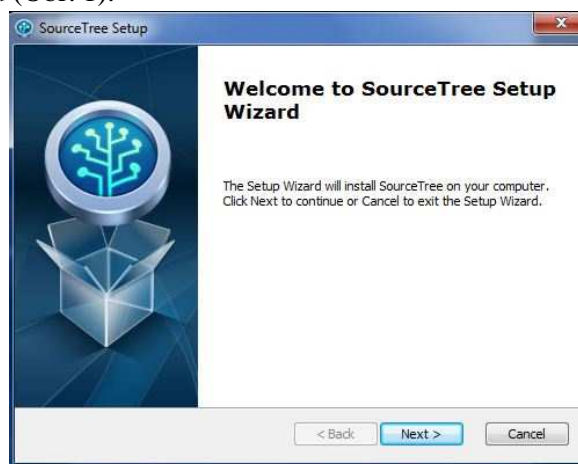 SourceTree Setup
Welcome to SourceTree Setup
Wizard
The Setup Wizard will install SourceTree on your computer.
Click Next to continue or Cancel to exit the Setup Wizard.
< Back Next > Cancel